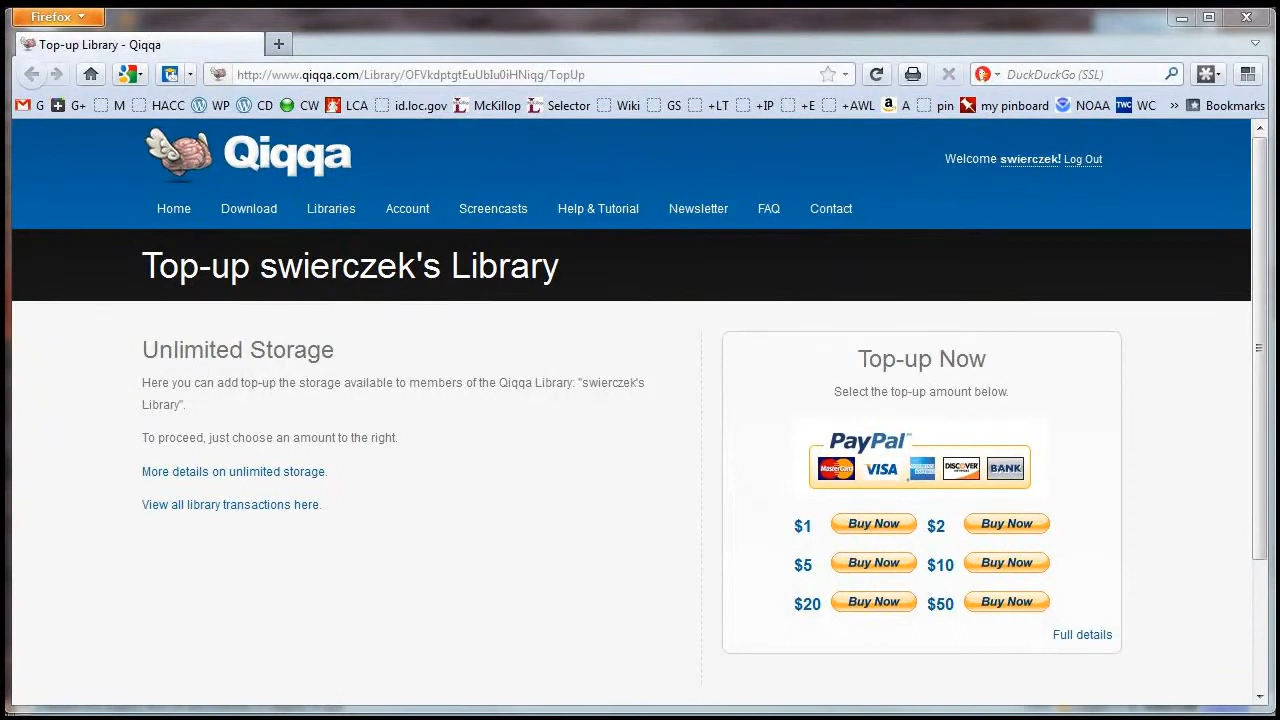 Firefox
Top-up Library - Qiqqa
http://www.qiqqa.com/Library/OFVkdptgtEuUbIu0iHNiqg/TopUp
DuckDuckGo (SSL)
G G+ M HACC WP CD CW LCA id.loc.gov McKillop Selector Wiki GS +LT +IP +E +AWL A pin my pinboard NOAA WC » Bookmarks
Qiqqa
Welcome swierczek! Log Out
Home Download Libraries Account Screencasts Help & Tutorial Newsletter FAQ Contact
Top-up swierczek's Library
Unlimited Storage
Here you can add top-up the storage available to members of the Qiqqa Library: "swierczek's
Library".
To proceed, just choose an amount to the right.
More details on unlimited storage.
View all library transactions here.
Top-up Now
Select the top-up amount below.
PayPal™
MasterCard VISA DISCOVER BANK
$1 Buy Now $2 Buy Now
$5 Buy Now $10 Buy Now
$20 Buy Now $50 Buy Now
Full details